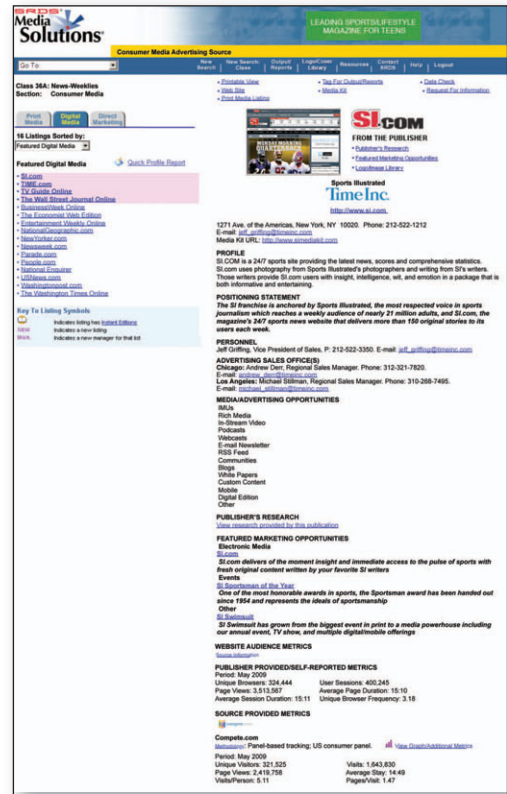 SRDS
Media
Solutions
LEADING SPORTS/LIFESTYLE
MAGAZINE FOR TEENS
Consumer Media Advertising Source
Go To:
New Search
New Search: Class
Output/ Reports
Logo/Cover Library
Resources
Contact SRDS
Help
Logout
Class 36A: News-Weeklies
Section: Consumer Media
• Printable View
• Web Site
• Print Media Listing
• Tag For Output/Reports
• Media Kit
• Data Check
• Request For Information
Print Media
Digital Media
Direct Marketing
16 Listings Sorted by:
Featured Digital Media
Featured Digital Media
Quick Profile Report
• SI.com
• TIME.com
• TV Guide Online
• The Wall Street Journal Online
• BusinessWeek Online
• The Economist Web Edition
• Entertainment Weekly Online
• NationalGeographic.com
• NewYorker.com
• Newsweek.com
• Parade.com
• People.com
• National Enquirer
• USNews.com
• Washingtonpost.com
• The Washington Times Online
Key To Listing Symbols
Indicates listing has Instant Editions
NEW Indicates a new listing
Indicates a new manager for that list
MONDAY MORNING
QUARTERBACK
SI.COM
FROM THE PUBLISHER
• Publisher's Research
• Featured Marketing Opportunities
• Logo/Image Library
Sports Illustrated
TimeInc.
http://www.si.com
1271 Ave. of the Americas, New York, NY 10020. Phone: 212-522-1212
E-mail: jeff_griffing@timeinc.com
Media Kit URL: http://www.simediakit.com
PROFILE
SI.COM is a 24/7 sports site providing the latest news, scores and comprehensive statistics.
SI.com uses photography from Sports Illustrated's photographers and writing from SI's writers.
Those writers provide SI.com users with insight, intelligence, wit, and emotion in a package that is
both informative and entertaining.
POSITIONING STATEMENT
The SI franchise is anchored by Sports Illustrated, the most respected voice in sports
journalism which reaches a weekly audience of nearly 21 million adults, and SI.com, the
magazine's 24/7 sports news website that delivers more than 150 original stories to its
users each week.
PERSONNEL
Jeff Griffing, Vice President of Sales, P: 212-522-3350. E-mail: jeff_griffing@timeinc.com
ADVERTISING SALES OFFICE(S)
Chicago: Andrew Derr, Regional Sales Manager. Phone: 312-321-7820.
E-mail: andrew_derr@timeinc.com
Los Angeles: Michael Stillman, Regional Sales Manager. Phone: 310-268-7495.
E-mail: michael_stillman@timeinc.com
MEDIA/ADVERTISING OPPORTUNITIES
IMUs
Rich Media
In-Stream Video
Podcasts
Webcasts
E-mail Newsletter
RSS Feed
Communities
Blogs
White Papers
Custom Content
Mobile
Digital Edition
Other
PUBLISHER'S RESEARCH
View research provided by this publication
FEATURED MARKETING OPPORTUNITIES
Electronic Media
SI.com
SI.com delivers of the moment insight and immediate access to the pulse of sports with
fresh original content written by your favorite SI writers
Events
SI Sportsman of the Year
One of the most honorable awards in sports, the Sportsman award has been handed out
since 1954 and represents the ideals of sportsmanship
Other
SI Swimsuit
SI Swimsuit has grown from the biggest event in print to a media powerhouse including
our annual event, TV show, and multiple digital/mobile offerings
WEBSITE AUDIENCE METRICS
Source Information
PUBLISHER PROVIDED/SELF-REPORTED METRICS
Period: May 2009
Unique Browsers: 324,444 User Sessions: 400,245
Page Views: 3,513,567 Average Page Duration: 15:10
Average Session Duration: 15:11 Unique Browser Frequency: 3.18
SOURCE PROVIDED METRICS
Compete.com
Methodology: Panel-based tracking; US consumer panel. View Graph/Additional Metrics
Period: May 2009
Unique Visitors: 321,525 Visits: 1,643,830
Page Views: 2,419,758 Average Stay: 14:49
Visits/Person: 5.11 Pages/Visit: 1.47